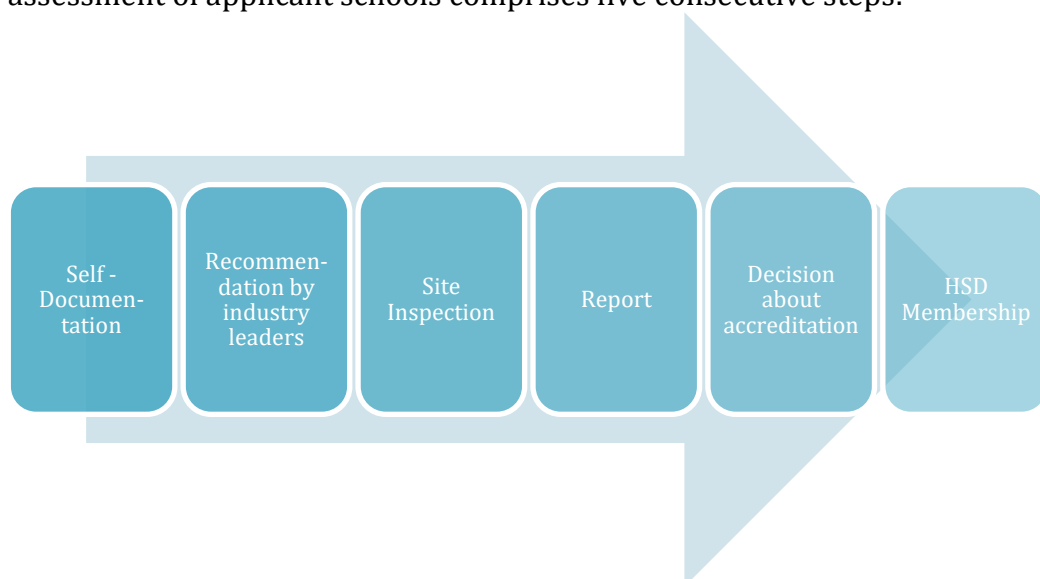 assessment of applicant schools comprises five consecutive steps:
Self -
Documen-
tation
Recommen-
dation by
industry
leaders
Site
Inspection
Report
Decision
about
accreditation
HSD
Membership